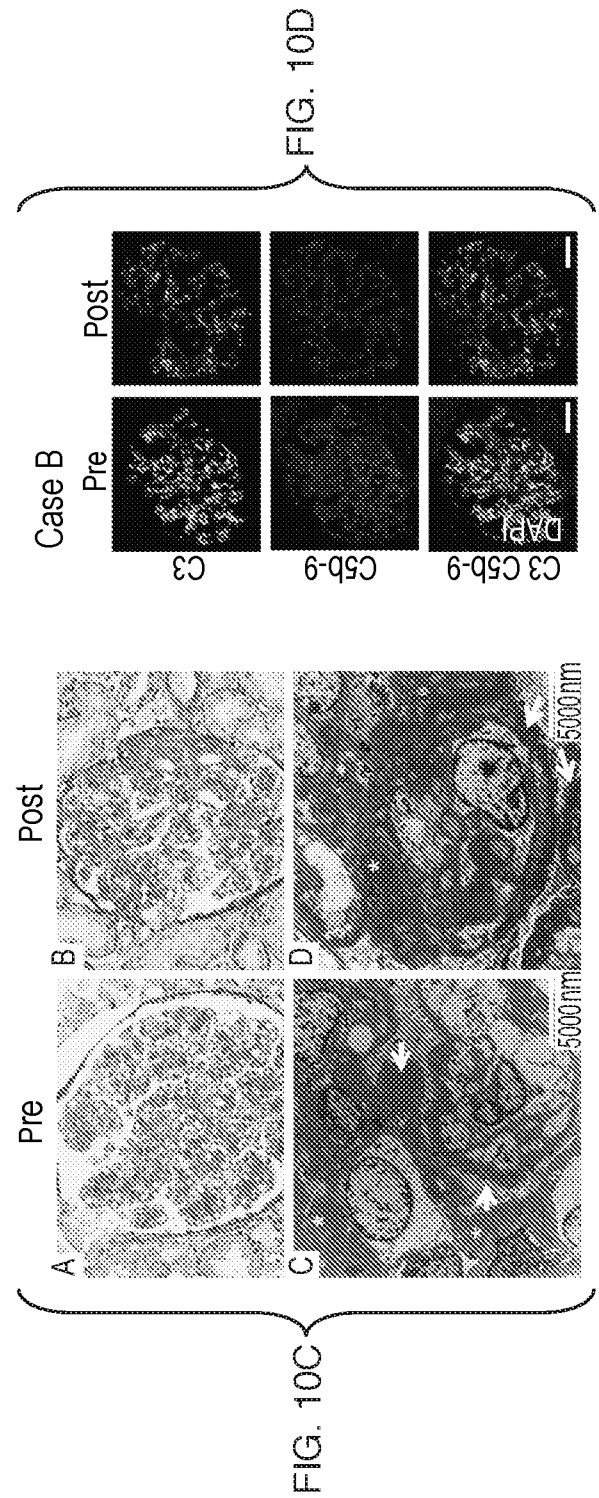 FIG. 10C
Pre
Post
A
B
C
D
5000nm
5000nm
FIG. 10D
Case B
Pre
Post
C3
C5b-9
C3 C5b-9
DAPI